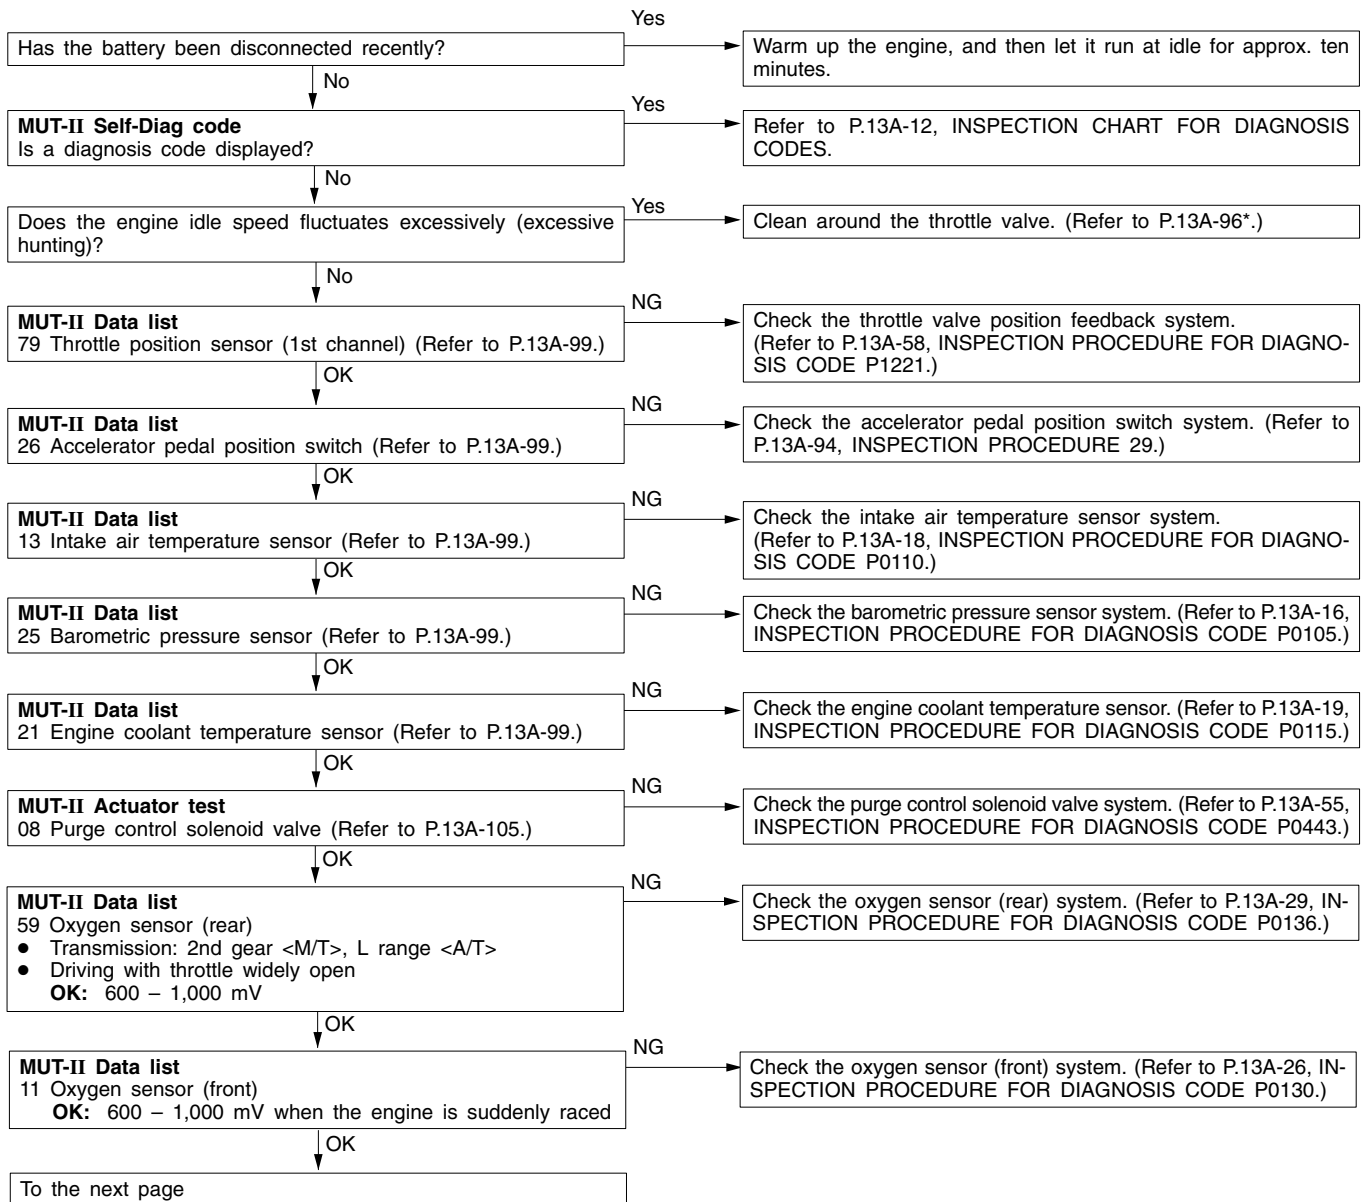 Yes
Has the battery been disconnected recently?
Warm up the engine, and then let it run at idle for approx. ten
minutes.
No
Yes
MUT-II Self-Diag code
Is a diagnosis code displayed?
Refer to P.13A-12, INSPECTION CHART FOR DIAGNOSIS
CODES.
No
Yes
Does the engine idle speed fluctuates excessively (excessive
hunting)?
Clean around the throttle valve. (Refer to P.13A-96*.)
No
NG
MUT-II Data list
79 Throttle position sensor (1st channel) (Refer to P.13A-99.)
Check the throttle valve position feedback system.
(Refer to P.13A-58, INSPECTION PROCEDURE FOR DIAGNO-
SIS CODE P1221.)
OK
NG
MUT-II Data list
26 Accelerator pedal position switch (Refer to P.13A-99.)
Check the accelerator pedal position switch system. (Refer to
P.13A-94, INSPECTION PROCEDURE 29.)
OK
NG
MUT-II Data list
13 Intake air temperature sensor (Refer to P.13A-99.)
Check the intake air temperature sensor system.
(Refer to P.13A-18, INSPECTION PROCEDURE FOR DIAGNO-
SIS CODE P0110.)
OK
NG
MUT-II Data list
25 Barometric pressure sensor (Refer to P.13A-99.)
Check the barometric pressure sensor system. (Refer to P.13A-16,
INSPECTION PROCEDURE FOR DIAGNOSIS CODE P0105.)
OK
NG
MUT-II Data list
21 Engine coolant temperature sensor (Refer to P.13A-99.)
Check the engine coolant temperature sensor. (Refer to P.13A-19,
INSPECTION PROCEDURE FOR DIAGNOSIS CODE P0115.)
OK
NG
MUT-II Actuator test
08 Purge control solenoid valve (Refer to P.13A-105.)
Check the purge control solenoid valve system. (Refer to P.13A-55,
INSPECTION PROCEDURE FOR DIAGNOSIS CODE P0443.)
OK
NG
MUT-II Data list
59 Oxygen sensor (rear)
● Transmission: 2nd gear <M/T>, L range <A/T>
● Driving with throttle widely open
OK: 600 – 1,000 mV
Check the oxygen sensor (rear) system. (Refer to P.13A-29, IN-
SPECTION PROCEDURE FOR DIAGNOSIS CODE P0136.)
OK
NG
MUT-II Data list
11 Oxygen sensor (front)
OK: 600 – 1,000 mV when the engine is suddenly raced
Check the oxygen sensor (front) system. (Refer to P.13A-26, IN-
SPECTION PROCEDURE FOR DIAGNOSIS CODE P0130.)
OK
To the next page